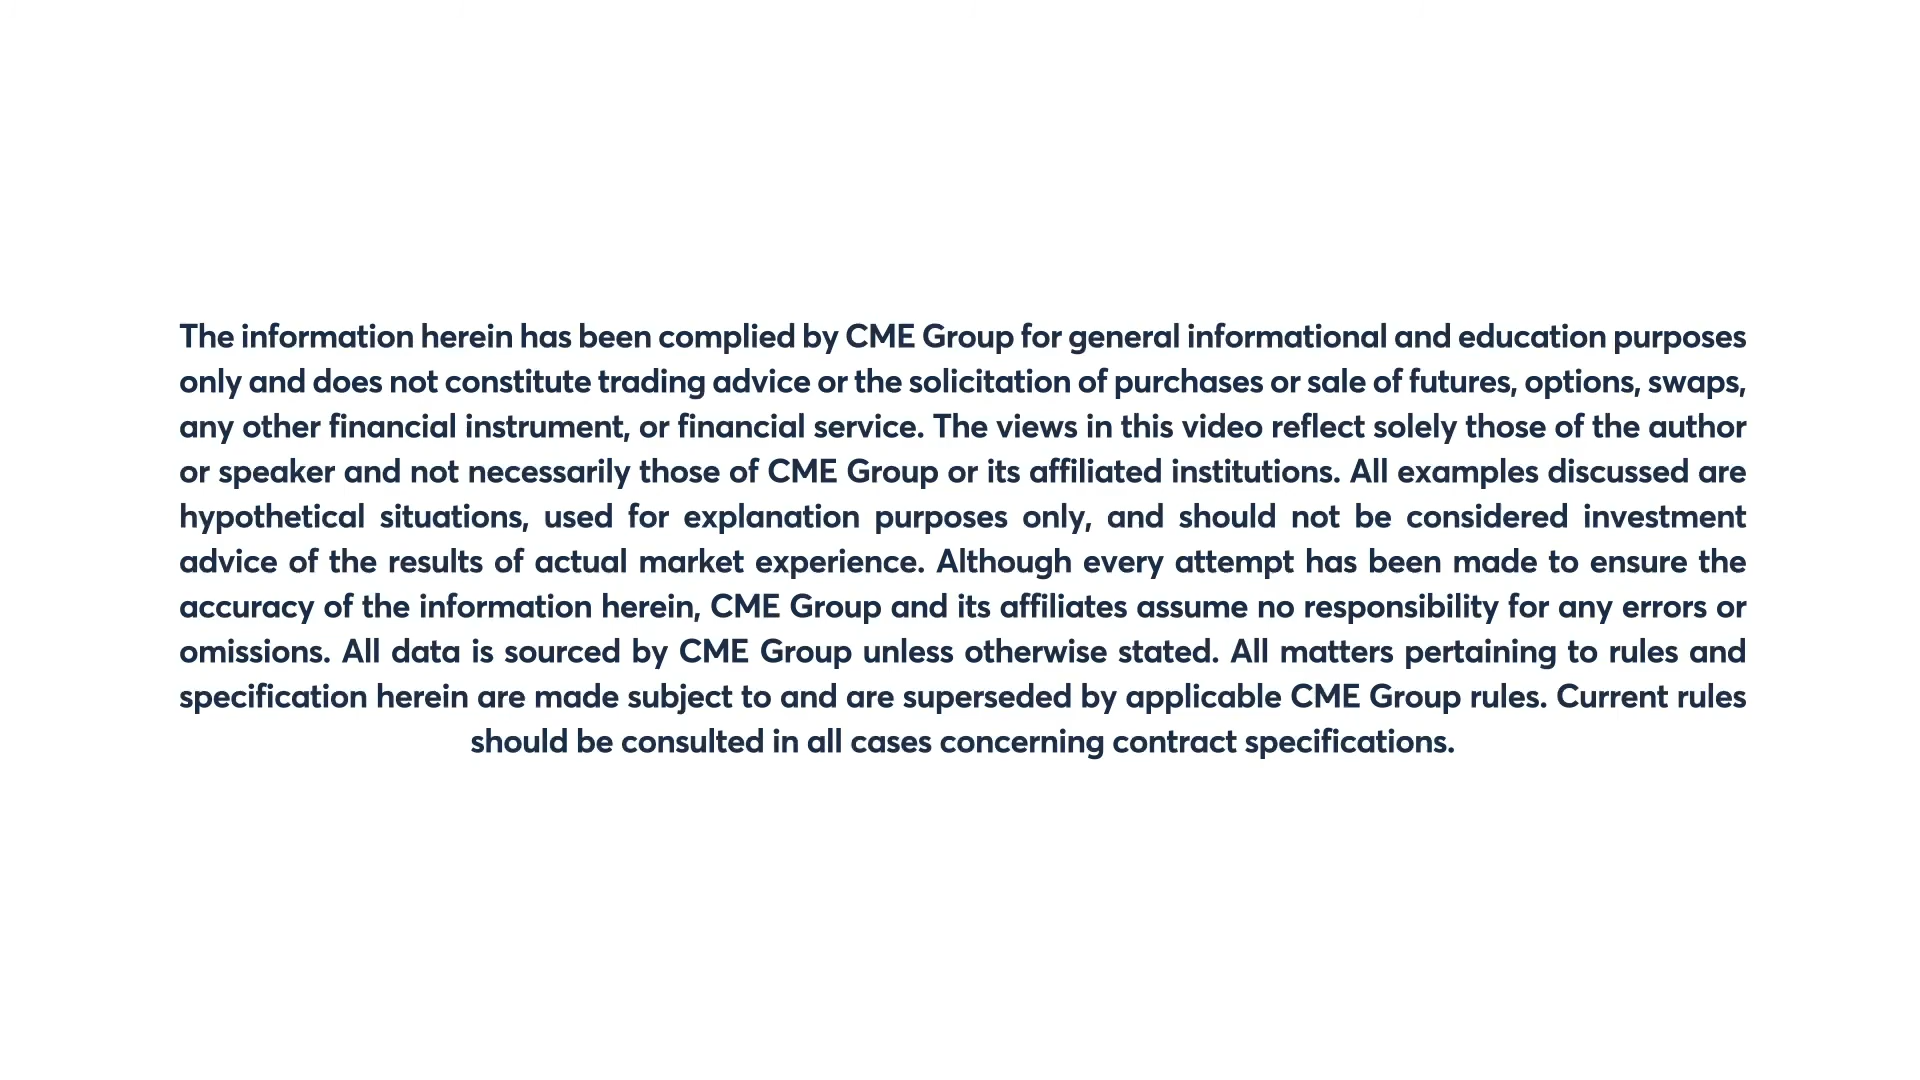 The information herein has been complied by CME Group for general informational and education purposes
only and does not constitute trading advice or the solicitation of purchases or sale of futures, options, swaps,
any other financial instrument, or financial service. The views in this video reflect solely those of the author
or speaker and not necessarily those of CME Group or its affiliated institutions. All examples discussed are
hypothetical situations, used for explanation purposes only, and should not be considered investment
advice of the results of actual market experience. Although every attempt has been made to ensure the
accuracy of the information herein, CME Group and its affiliates assume no responsibility for any errors or
omissions. All data is sourced by CME Group unless otherwise stated. All matters pertaining to rules and
specification herein are made subject to and are superseded by applicable CME Group rules. Current rules
should be consulted in all cases concerning contract specifications.